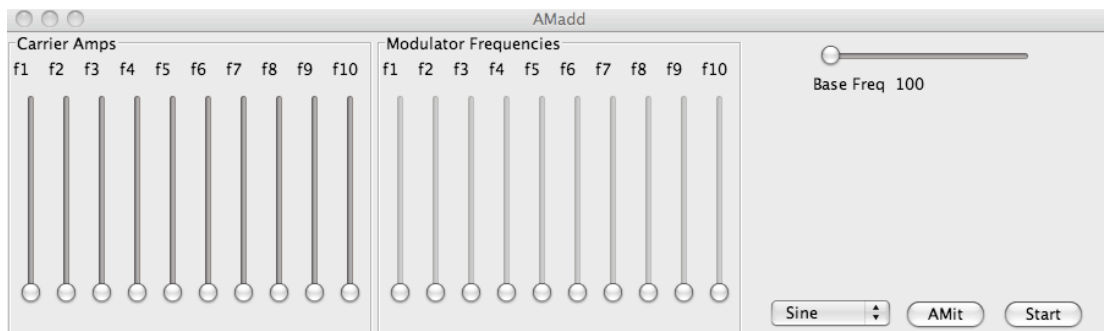 AMadd
Carrier Amps
f1 f2 f3 f4 f5 f6 f7 f8 f9 f10
Modulator Frequencies
f1 f2 f3 f4 f5 f6 f7 f8 f9 f10
Base Freq 100
Sine
AMit
Start